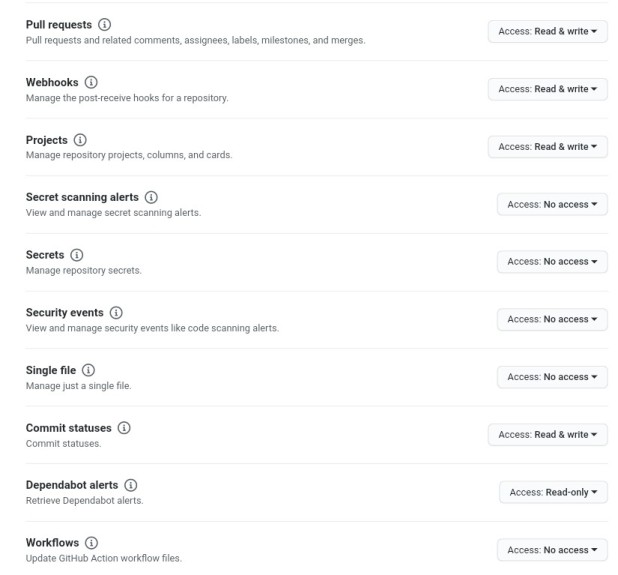 Pull requests
Pull requests and related comments, assignees, labels, milestones, and merges.
Access: Read & write
Webhooks
Manage the post-receive hooks for a repository.
Access: Read & write
Projects
Manage repository projects, columns, and cards.
Access: Read & write
Secret scanning alerts
View and manage secret scanning alerts.
Access: No access
Secrets
Manage repository secrets.
Access: No access
Security events
View and manage security events like code scanning alerts.
Access: No access
Single file
Manage just a single file.
Access: No access
Commit statuses
Commit statuses.
Access: Read & write
Dependabot alerts
Retrieve Dependabot alerts.
Access: Read-only
Workflows
Update GitHub Action workflow files.
Access: No access